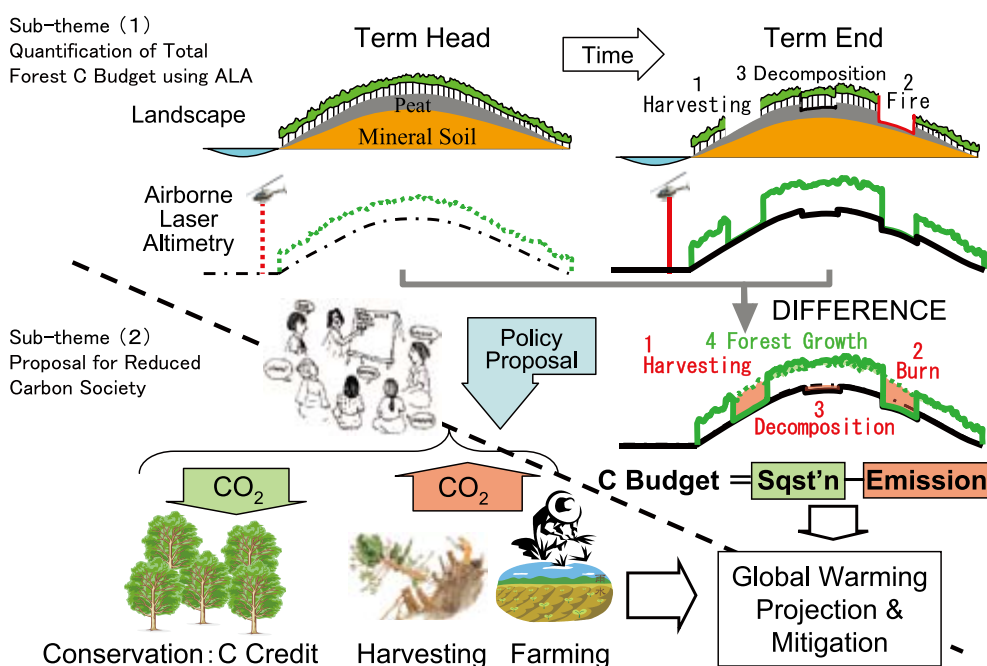 Sub-theme (1)
Quantification of Total
Forest C Budget using ALA
Term Head
Time
Term End
Landscape
Peat
Mineral Soil
1
Harvesting
3 Decomposition
2
Fire
Airborne
Laser
Altimetry
Sub-theme (2)
Proposal for Reduced
Carbon Society
Policy
Proposal
DIFFERENCE
1
Harvesting
4 Forest Growth
2
Burn
3
Decomposition
C Budget = Sqst'n - Emission
CO2
CO2
Global Warming
Projection &
Mitigation
Conservation: C Credit
Harvesting
Farming